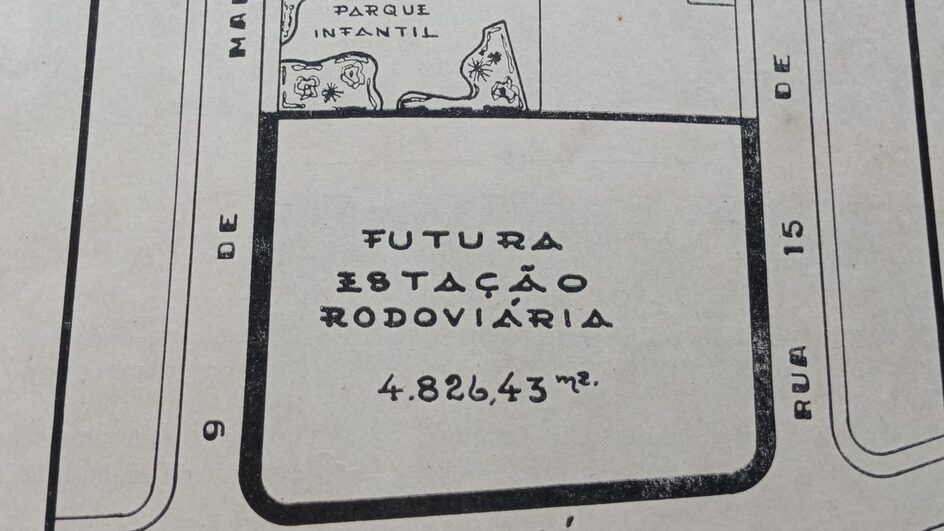 PARQUE
INFANTIL
FUTURA
ESTAÇÃO
RODOVIÁRIA
4.826,43 m2.
9 DE
RUA 15 DE